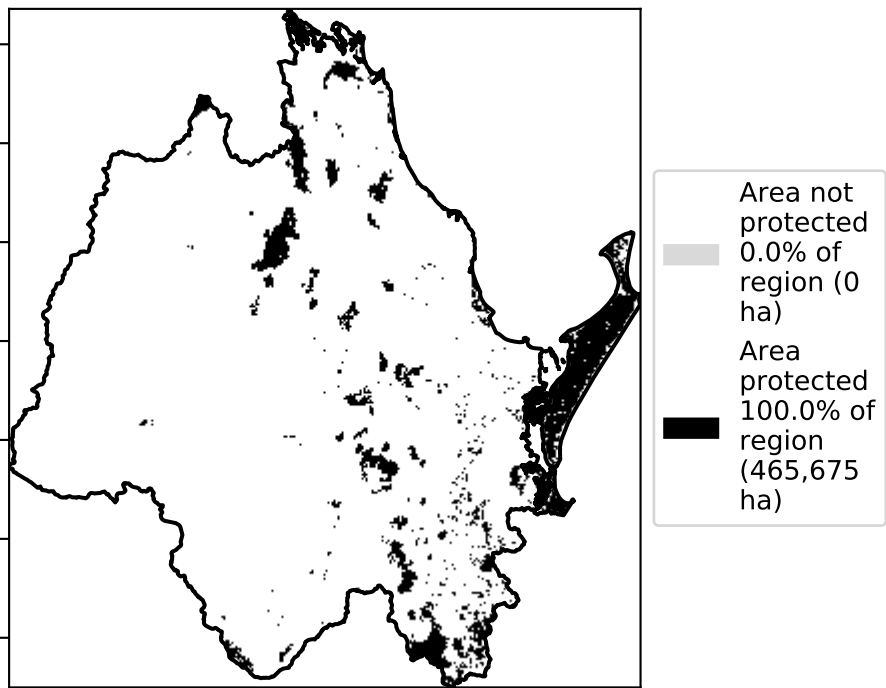 Area not
protected
0.0% of
region (0
ha)
Area
protected
100.0% of
region
(465,675
ha)